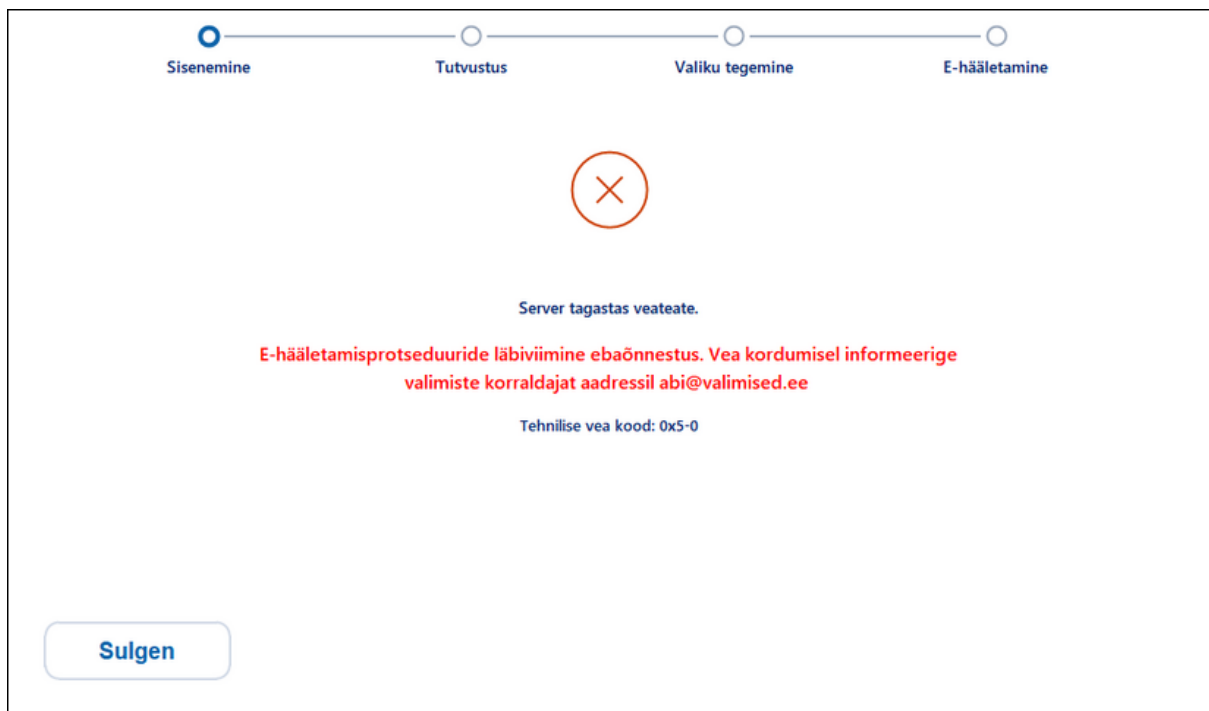 Sisenemine Tutvustus Valiku tegemine E-hääletamine
Server tagastas veateate.
E-hääletamisprotseduuride läbiviimine ebaõnnestus. Vea kordumisel informeerige
valimiste korraldajat aadressil abi@valimised.ee
Tehnilise vea kood: 0x5-0
Sulgen